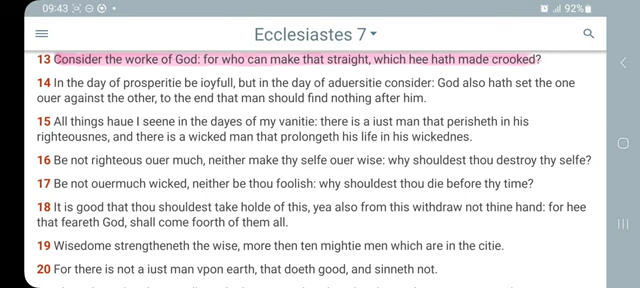 09:43 92%
Ecclesiastes 7
13 Consider the worke of God: for who can make that straight, which hee hath made crooked?
14 In the day of prosperitie be ioyfull, but in the day of aduersitie consider: God also hath set the one
ouer against the other, to the end that man should find nothing after him.
15 All things haue I seene in the dayes of my vanitie: there is a iust man that perisheth in his
righteousnes, and there is a wicked man that prolongeth his life in his wickednes.
16 Be not righteous ouer much, neither make thy selfe ouer wise: why shouldest thou destroy thy selfe?
17 Be not ouermuch wicked, neither be thou foolish: why shouldest thou die before thy time?
18 It is good that thou shouldest take holde of this, yea also from this withdraw not thine hand: for hee
that feareth God, shall come foorth of them all.
19 Wisedome strengtheneth the wise, more then ten mightie men which are in the citie.
20 For there is not a iust man vpon earth, that doeth good, and sinneth not.